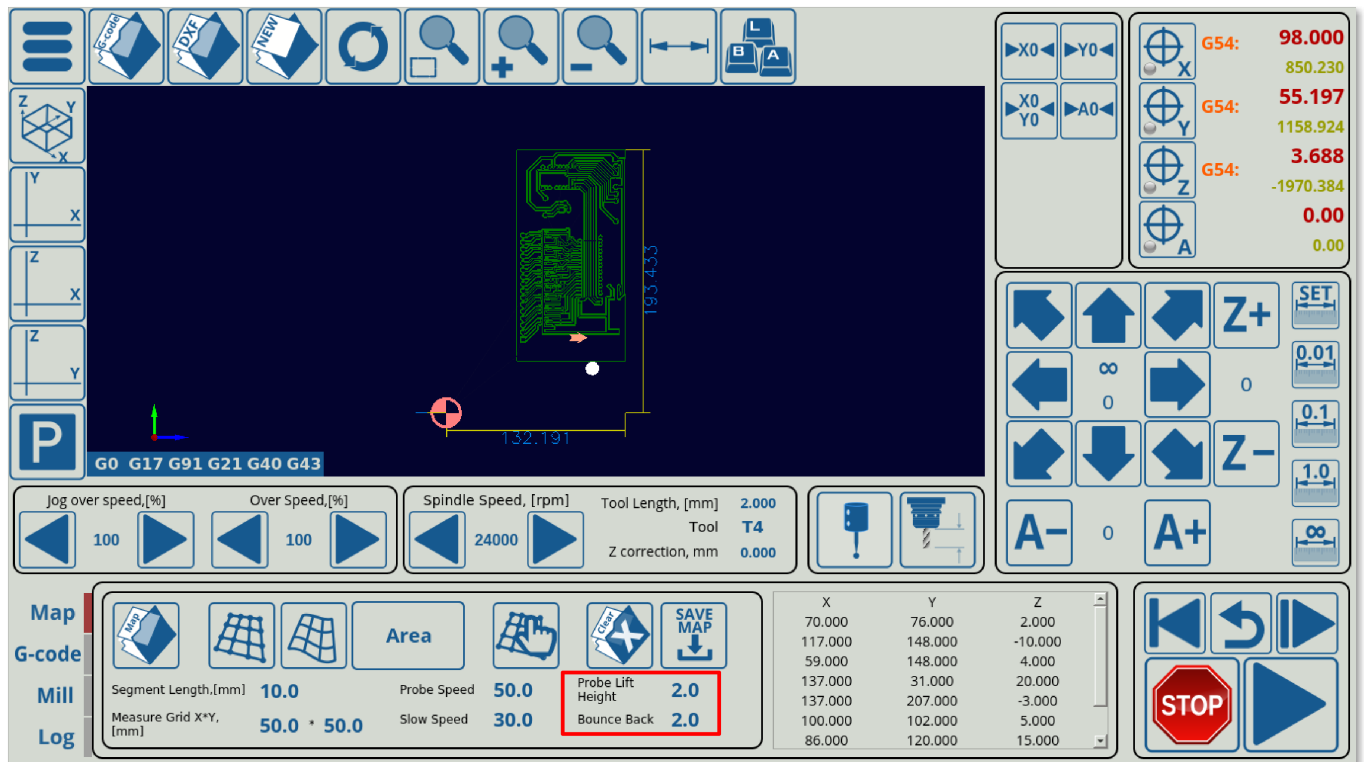 G-code
DXF
NEW
L
B A
X0
Y0
X0
Y0
A0
X
G54:
98.000
850.230
Y
G54:
55.197
1158.924
Z
G54:
3.688
-1970.384
A
0.00
0.00
Z
Y
X
Y
X
Z
X
Z
Y
P
193.433
132.191
G0 G17 G91 G21 G40 G43
Z+
SET
∞
0
0
0.01
0.1
Z-
1.0
A-
0
A+
∞
Jog over speed,[%]
Over Speed,[%]
100
100
Spindle Speed, [rpm]
24000
Tool Length, [mm] 2.000
Tool T4
Z correction, mm 0.000
Map
G-code
Mill
Log
Map
Area
Clear
X
SAVE
MAP
Segment Length,[mm] 10.0
Measure Grid X*Y,
[mm]
50.0 * 50.0
Probe Speed 50.0
Slow Speed 30.0
Probe Lift
Height
2.0
Bounce Back 2.0
X Y Z
70.000 76.000 2.000
117.000 148.000 -10.000
59.000 148.000 4.000
137.000 31.000 20.000
137.000 207.000 -3.000
100.000 102.000 5.000
86.000 120.000 15.000
STOP